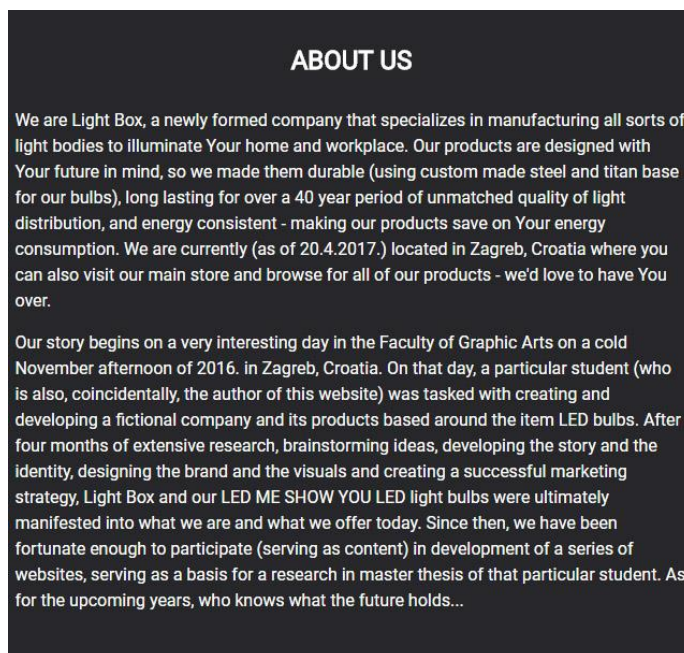 ABOUT US
We are Light Box, a newly formed company that specializes in manufacturing all sorts of
light bodies to illuminate Your home and workplace. Our products are designed with
Your future in mind, so we made them durable (using custom made steel and titan base
for our bulbs), long lasting for over a 40 year period of unmatched quality of light
distribution, and energy consistent - making our products save on Your energy
consumption. We are currently (as of 20.4.2017.) located in Zagreb, Croatia where you
can also visit our main store and browse for all of our products - we'd love to have You
over.
Our story begins on a very interesting day in the Faculty of Graphic Arts on a cold
November afternoon of 2016. in Zagreb, Croatia. On that day, a particular student (who
is also, coincidentally, the author of this website) was tasked with creating and
developing a fictional company and its products based around the item LED bulbs. After
four months of extensive research, brainstorming ideas, developing the story and the
identity, designing the brand and the visuals and creating a successful marketing
strategy, Light Box and our LED ME SHOW YOU LED light bulbs were ultimately
manifested into what we are and what we offer today. Since then, we have been
fortunate enough to participate (serving as content) in development of a series of
websites, serving as a basis for a research in master thesis of that particular student. As
for the upcoming years, who knows what the future holds...